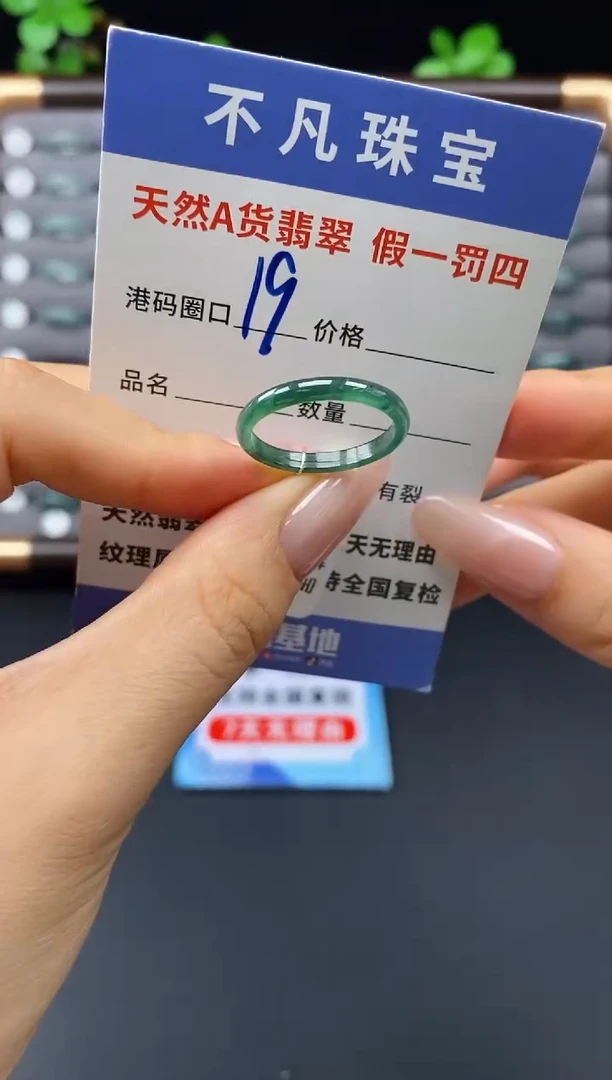 不凡珠宝
天然A货翡翠 假一罚四
港码圈口 19 价格
品名 数量
有裂
天然翡翠
纹理 天无理由
持全国复检
基地
7天无理由